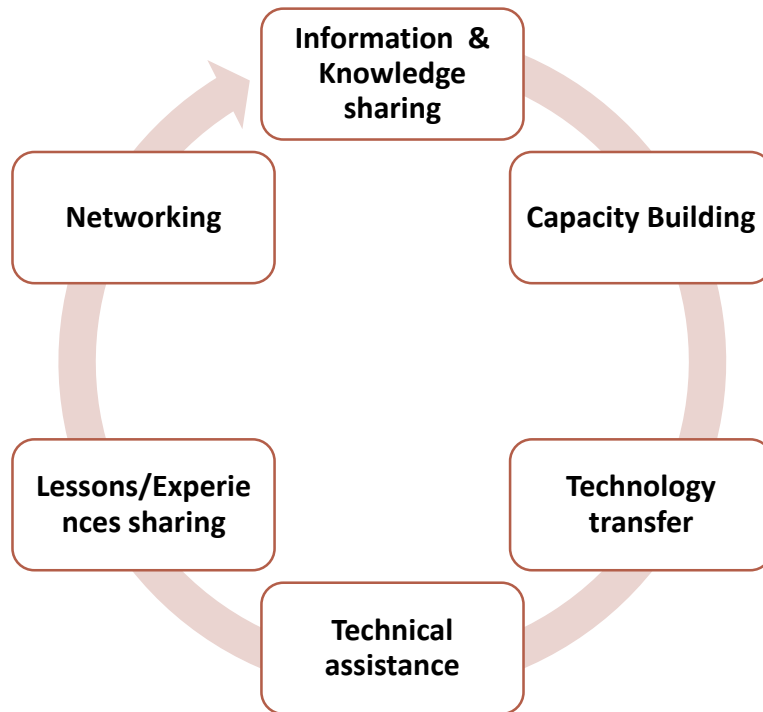 Information & 
Knowledge
sharing
Capacity Building
Technology
transfer
Technical
assistance
Lessons/Experie
nces sharing
Networking